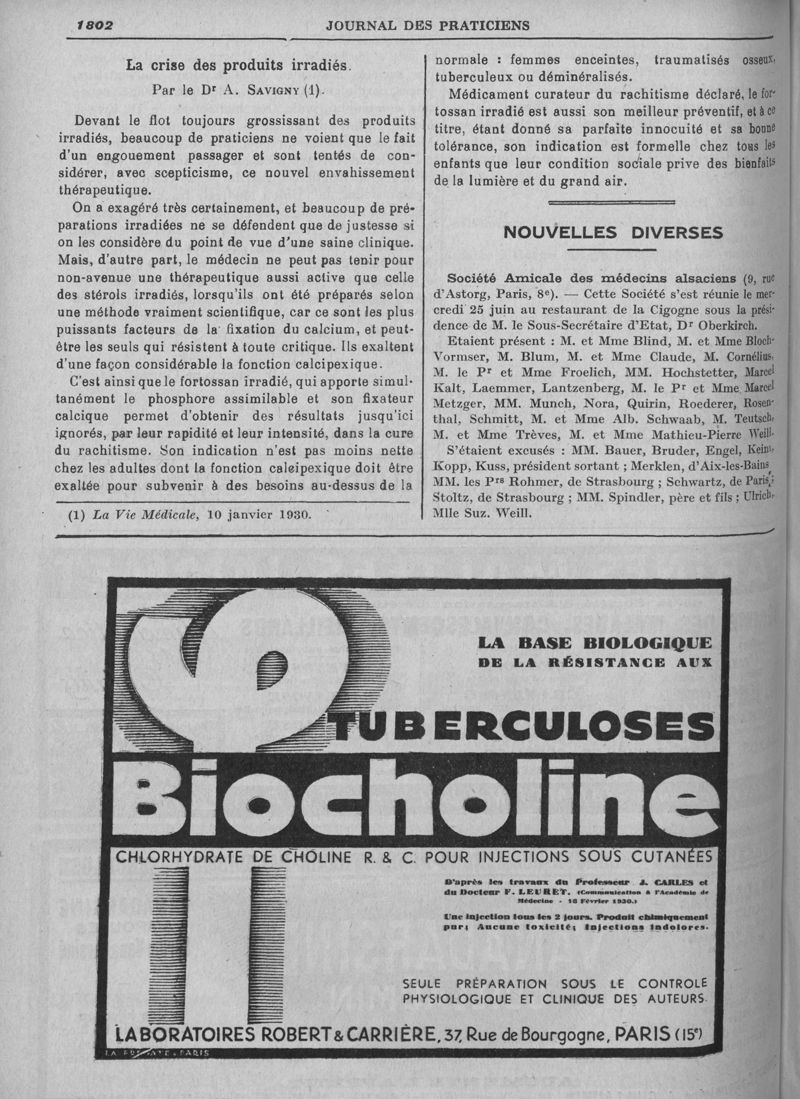 1802
JOURNAL DES PRATICIENS
La crise des produits irradiés.
Par le Dr A. SAVIGNY (1).
Devant le flot toujours grossissant des produits
irradiés, beaucoup de praticiens ne voient que le fait
d'un engouement passager et sont tentés de con-
sidérer, avec scepticisme, ce nouvel envahissement
thérapeutique.
On a exagéré très certainement, et beaucoup de pré-
parations irradiées ne se défendent que de justesse si
on les considère du point de vue d'une saine clinique.
Mais, d'autre part, le médecin ne peut pas tenir pour
non-avenue une thérapeutique aussi active que celle
des stérols irradiés, lorsqu'ils ont été préparés selon
une méthode vraiment scientifique, car ce sont les plus
puissants facteurs de la fixation du calcium, et peut-
être les seuls qui résistent à toute critique. Ils exaltent
d'une façon considérable la fonction calcipexique.
C'est ainsi que le fortossan irradié, qui apporte simul-
tanément le phosphore assimilable et son fixateur
calcique permet d'obtenir des résultats jusqu'ici
ignorés, par leur rapidité et leur intensité, dans la cure
du rachitisme. Son indication n'est pas moins nette
chez les adultes dont la fonction calcipexique doit être
exaltée pour subvenir à des besoins au-dessus de la
(1) La Vie Médicale, 10 janvier 1930.
normale : femmes enceintes, traumatisés osseux,
tuberculeux ou déminéralisés.
Médicament curateur du rachitisme déclaré, le for-
tossan irradié est aussi son meilleur préventif, et à ce
titre, étant donné sa parfaite innocuité et sa bonne
tolérance, son indication est formelle chez tous les
enfants que leur condition sociale prive des bienfaits
de la lumière et du grand air.
NOUVELLES DIVERSES
Société Amicale des médecins alsaciens (9, rue
d'Astorg, Paris, 8e). — Cette Société s'est réunie le mer-
credi 25 juin au restaurant de la Cigogne sous la prési-
dence de M. le Sous-Secrétaire d'Etat, Dr Oberkirch.
Etaient présent : M. et Mme Blind, M. et Mme Bloch-
Vormser, M. Blum, M. et Mme Claude, M. Cornélius,
M. le Pr et Mme Froelich, MM. Hochstetter, Marcel
Kalt, Laemmer, Lantzenberg, M. le Pr et Mme Marcel
Metzger, MM. Munch, Nora, Quirin, Roederer, Rosen-
thal, Schmitt, M. et Mme Alb. Schwaab, M. Teutsch,
M. et Mme Trèves, M. et Mme Mathieu-Pierre Weill.
S'étaient excusés : MM. Bauer, Bruder, Engel, Keim,
Kopp, Kuss, président sortant ; Merklen, d'Aix-les-Bains,
MM. les Prs Rohmer, de Strasbourg ; Schwartz, de Paris ;
Stoltz, de Strasbourg ; MM. Spindler, père et fils ; Ulrich,
Mlle Suz. Weill.
LA BASE BIOLOGIQUE
DE LA RÉSISTANCE AUX
TUBERCULOSES
Biocholine
CHLORHYDRATE DE CHOLINE R. & C. POUR INJECTIONS SOUS CUTANÉES
D'après les travaux du Professeur J. CARLES et
du Docteur F. LEURET. (Communication à l'Académie de
Médecine - 18 Février 1930.)
Une injection tous les 2 jours. Produit chimiquement
pur; Aucune toxicité; Injections indolores.
SEULE PRÉPARATION SOUS LE CONTROLE
PHYSIOLOGIQUE ET CLINIQUE DES AUTEURS.
LABORATOIRES ROBERT & CARRIÈRE, 37, Rue de Bourgogne, PARIS (15e)